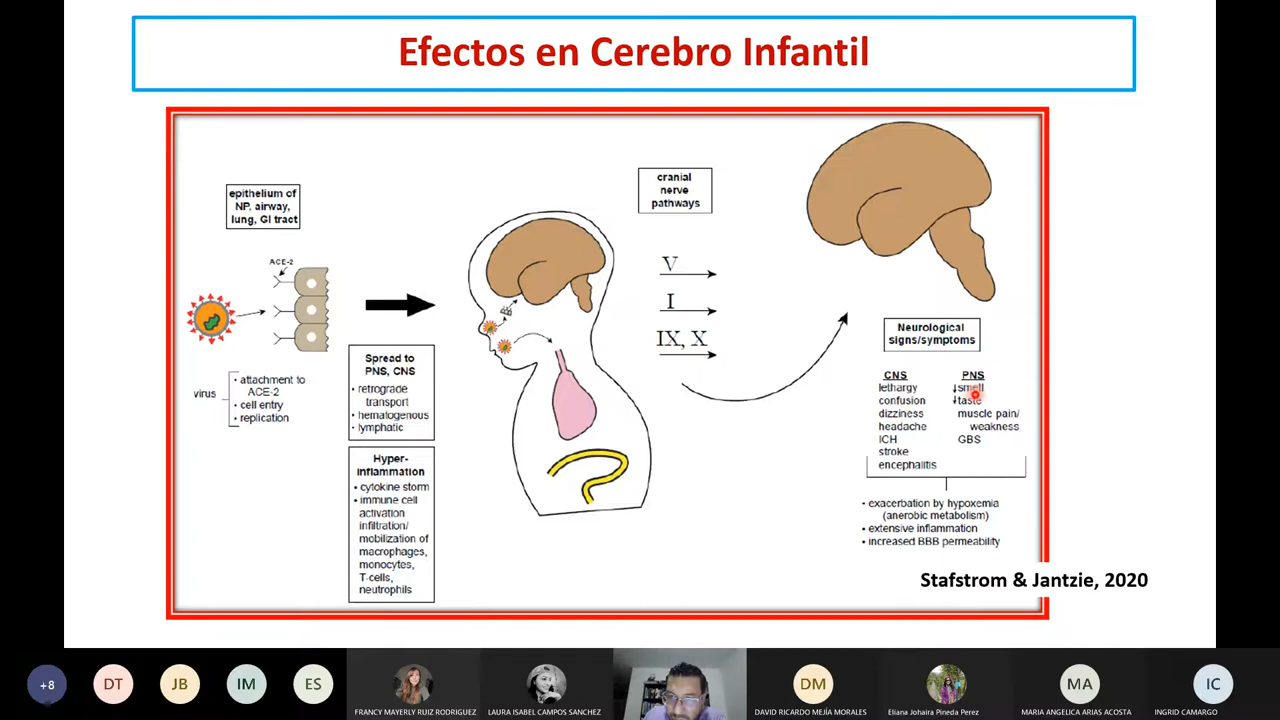 Efectos en Cerebro Infantil
epithelium of
NP, airway,
lung, GI tract
ACE-2
virus
• attachment to
ACE-2
• cell entry
• replication
Spread to
PNS, CNS
• retrograde
transport
• hematogenous
• lymphatic
Hyper-
inflammation
• cytokine storm
• immune cell
activation
infiltration/
mobilization of
macrophages,
monocytes,
T-cells,
neutrophils
cranial
nerve
pathways
V
I
IX, X
Neurological
signs/symptoms
CNS
lethargy
confusion
dizziness
headache
ICH
stroke
encephalitis
PNS
↓smell
↓taste
muscle pain/
weakness
GBS
• exacerbation by hypoxemia
(anerobic metabolism)
• extensive inflammation
• increased BBB permeability
Stafstrom & Jantzie, 2020
+8
DT
JB
IM
ES
FRANCY MAYERLY RUIZ RODRIGUEZ
LAURA ISABEL CAMPOS SANCHEZ
DM
DAVID RICARDO MEJÍA MORALES
Eliana Johaira Pineda Perez
MA
MARIA ANGELICA ARIAS ACOSTA
IC
INGRID CAMARGO